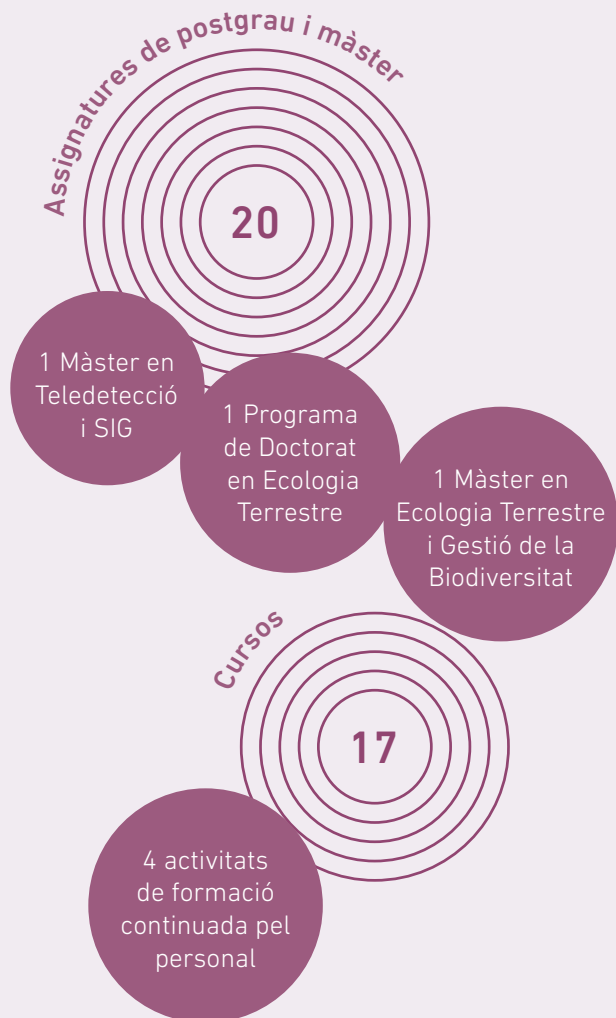 Assignatures de postgrau i màster
20
1 Màster en
Teledetecció
i SIG
1 Programa
de Doctorat
en Ecologia
Terrestre
1 Màster en
Ecologia Terrestre
i Gestió de la
Biodiversitat
Cursos
17
4 activitats
de formació
continuada pel
personal